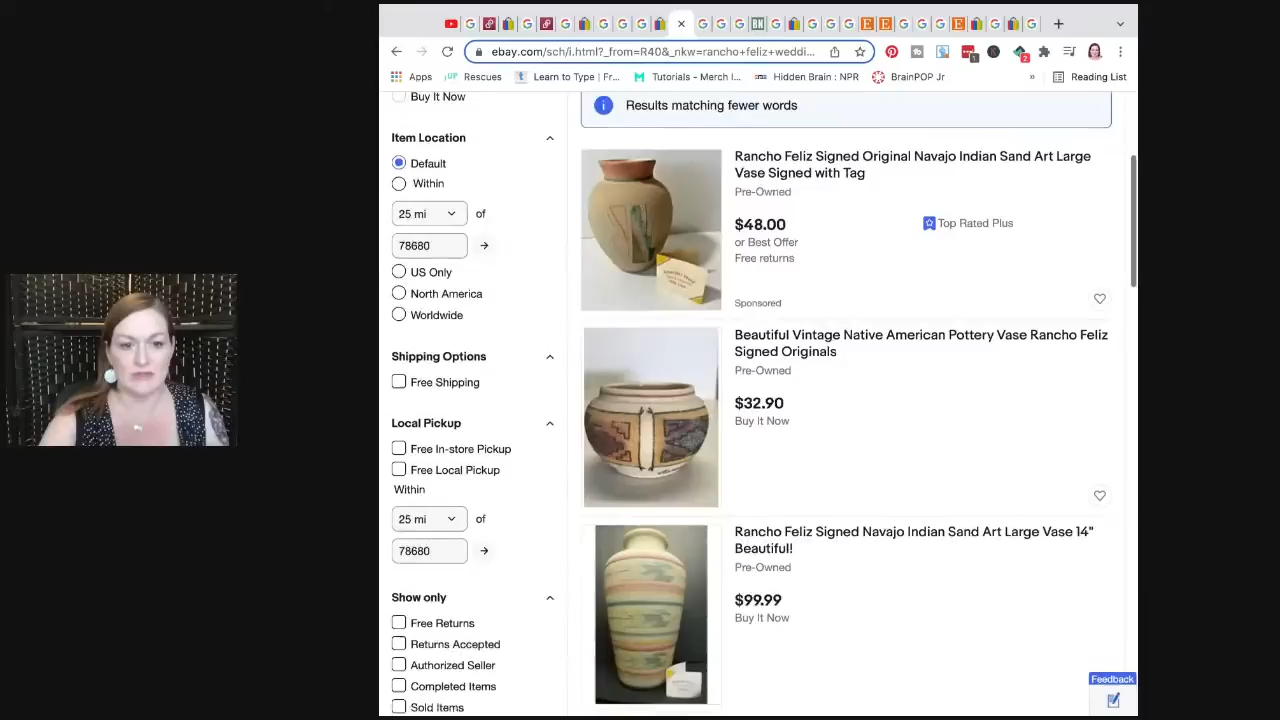 ebay.com/sch/i.html?_from=R40&_nkw=rancho+feliz+weddi...
1
2
Apps
UP Rescues
Learn to Type | Fr...
Tutorials - Merch I...
Hidden Brain : NPR
BrainPOP Jr
»
Reading List
Buy It Now
Item Location
Default
Within
25 mi
of
78680
US Only
North America
Worldwide
Shipping Options
Free Shipping
Local Pickup
Free In-store Pickup
Free Local Pickup
Within
25 mi
of
78680
Show only
Free Returns
Returns Accepted
Authorized Seller
Completed Items
Sold Items
Results matching fewer words
Rancho Feliz Signed Original Navajo Indian Sand Art Large
Vase Signed with Tag
Pre-Owned
$48.00
or Best Offer
Free returns
Top Rated Plus
Sponsored
Beautiful Vintage Native American Pottery Vase Rancho Feliz
Signed Originals
Pre-Owned
$32.90
Buy It Now
Rancho Feliz Signed Navajo Indian Sand Art Large Vase 14"
Beautiful!
Pre-Owned
$99.99
Buy It Now
Feedback